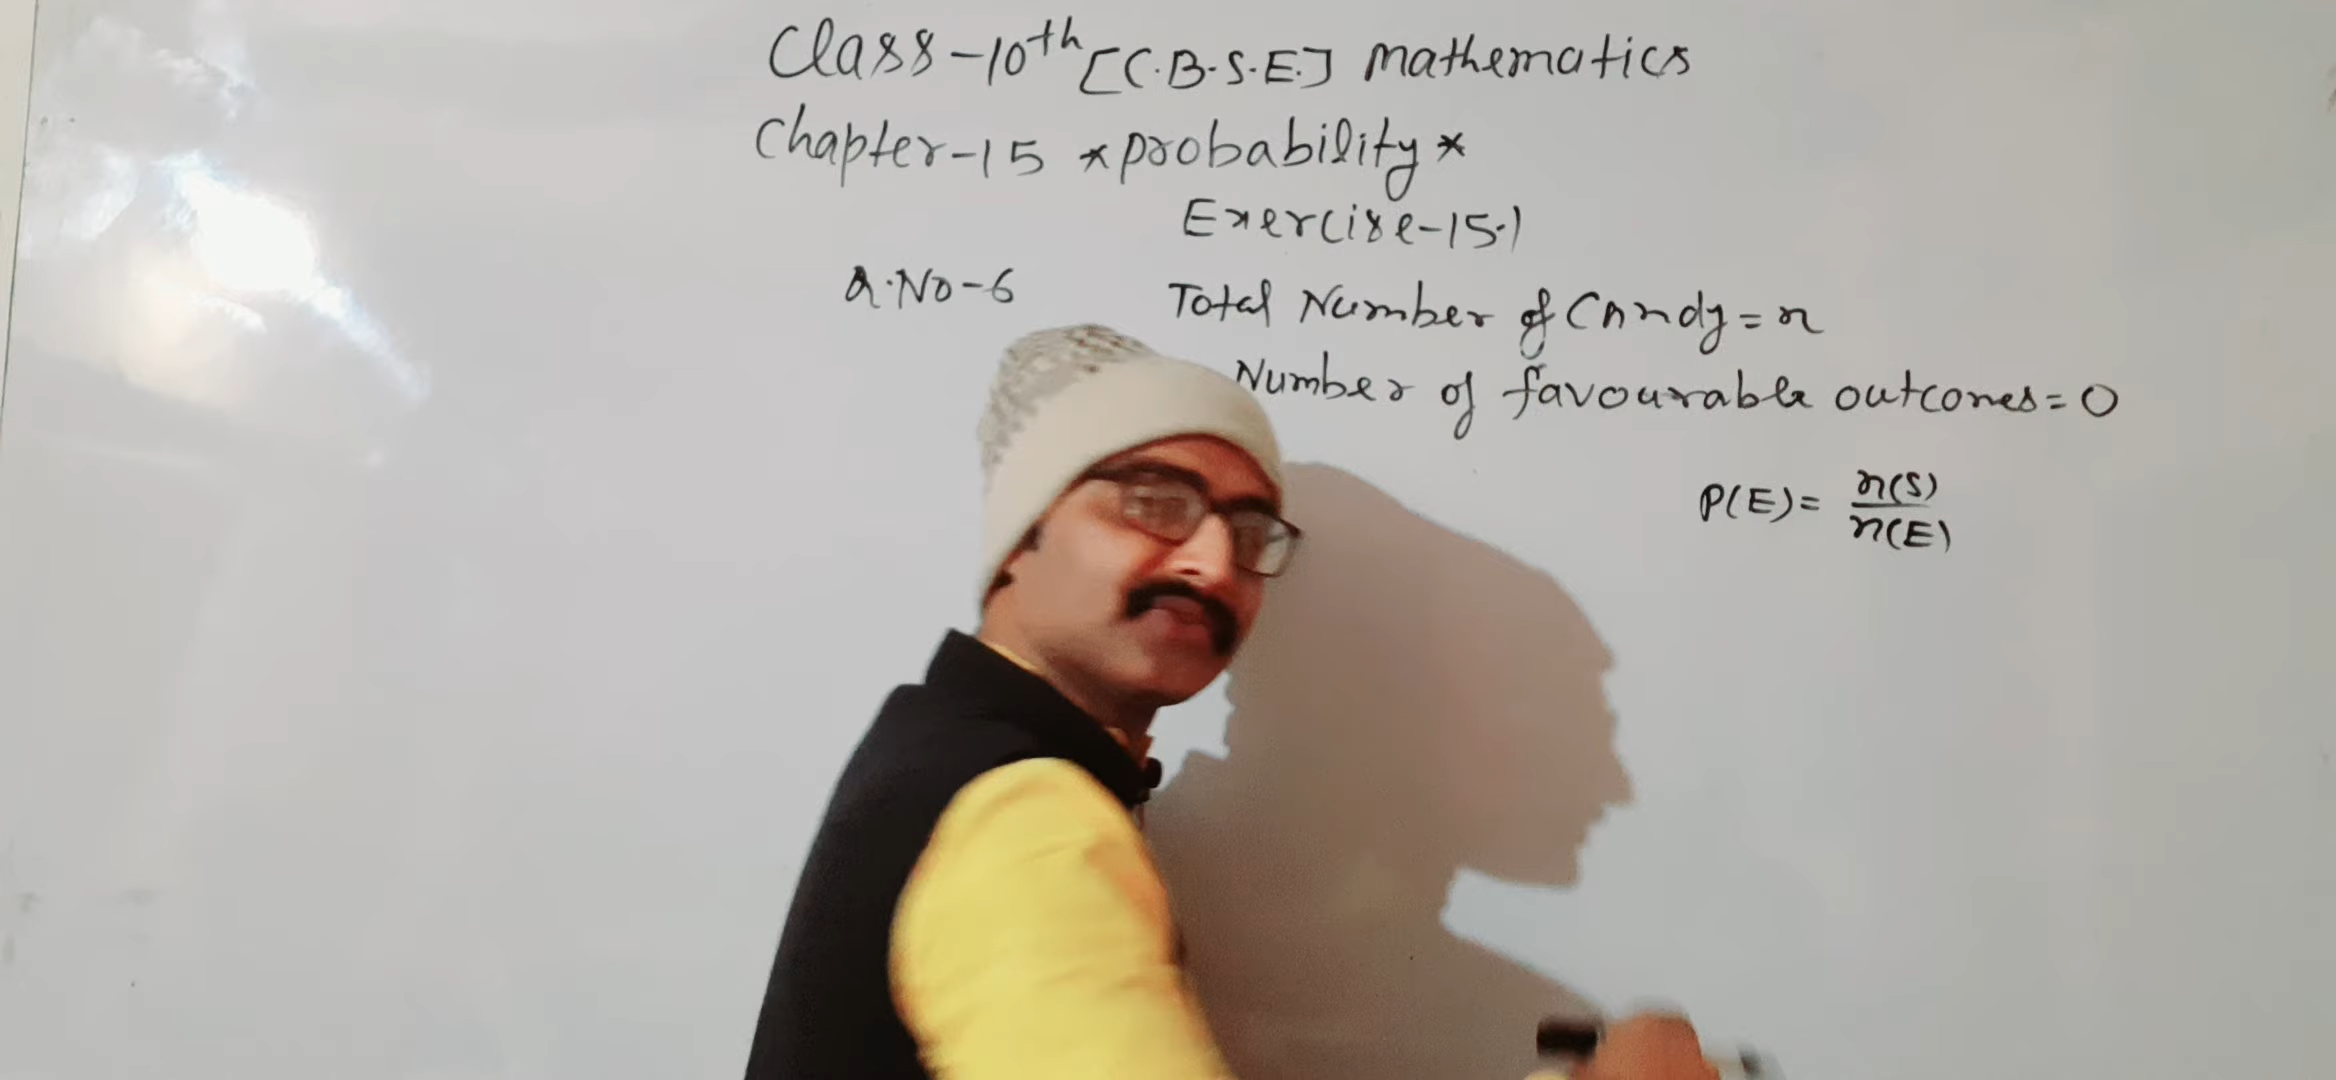 Class-10th [C.B.S.E.] Mathematics
Chapter-15 *Probability*
Exercise-15.1
Q.No-6 Total Number of Candy = n
Number of favourable outcomes = 0
P(E) = n(S)/n(E)